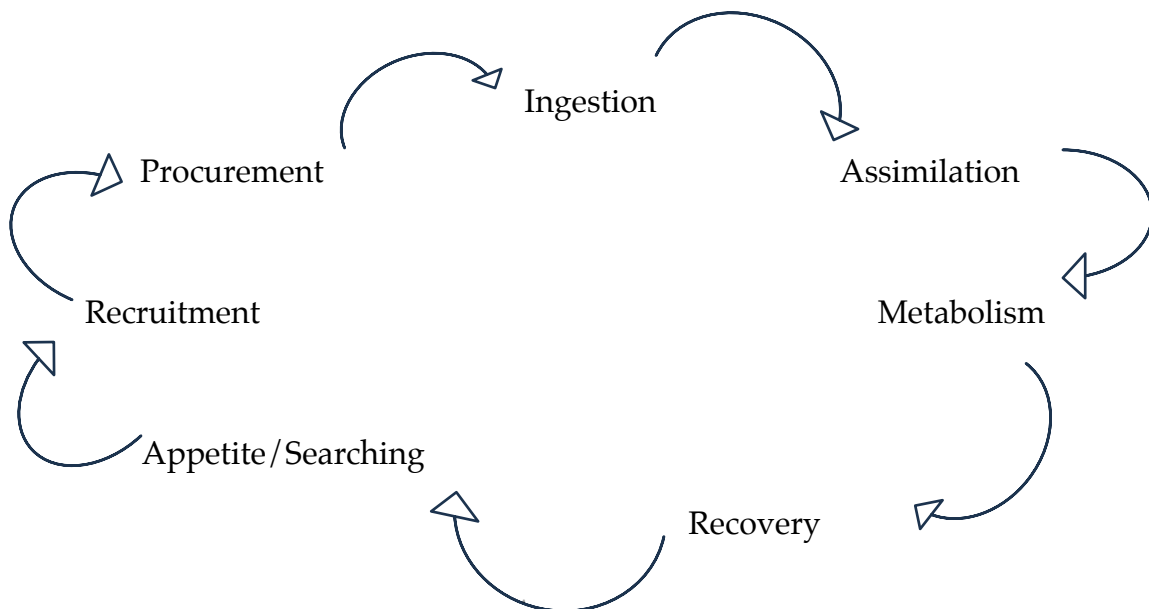 Ingestion
Procurement
Assimilation
Recruitment
Metabolism
Appetite/Searching
Recovery